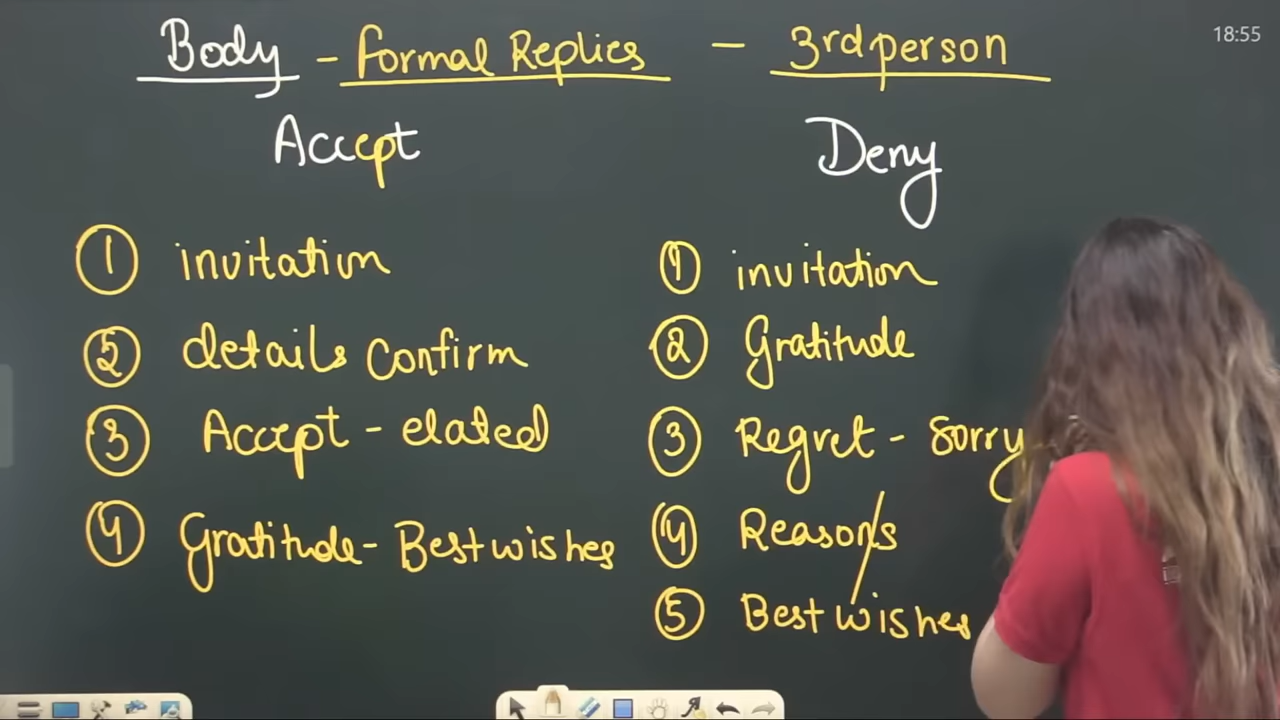 18:55
Body - Formal Replies - 3rd person
Accept
Deny
① invitation
② details Confirm
③ Accept - elated
④ Gratitude - Best wishes
① invitation
② Gratitude
③ Regret - Sorry
④ Reason/s
⑤ Best wishes